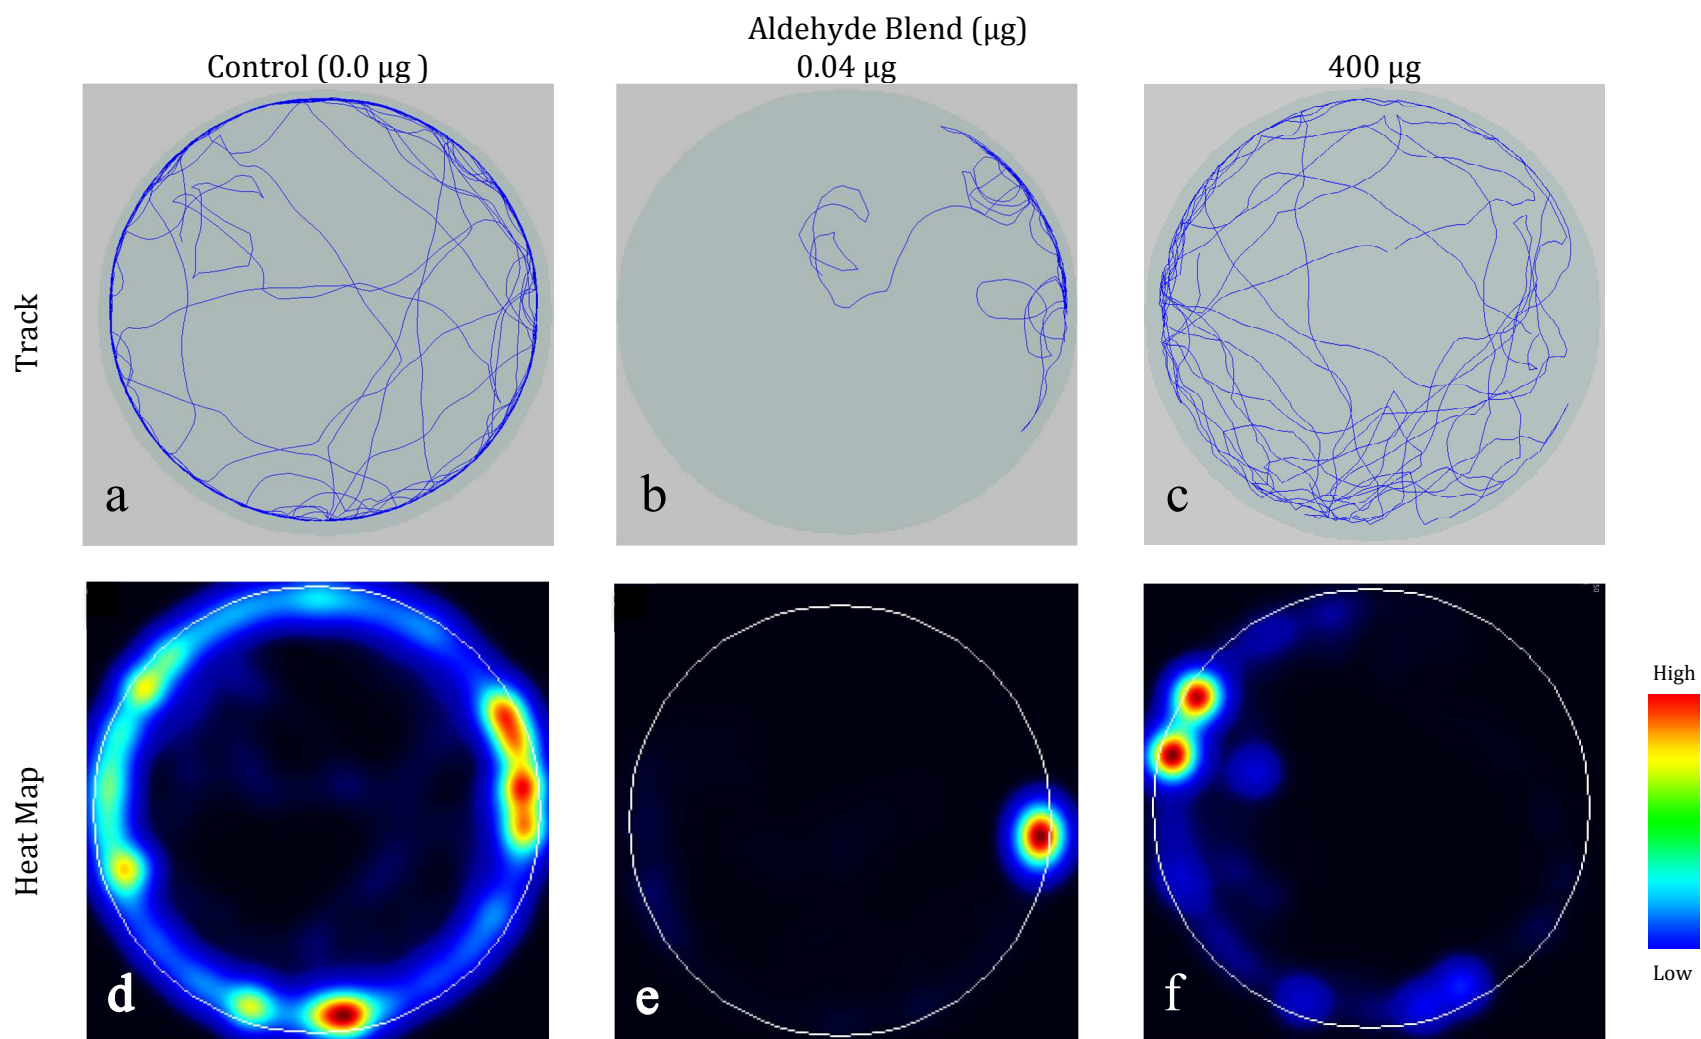 Aldehyde Blend (µg)
Control (0.0 µg )
0.04 µg
400 µg
Track
a
b
c
Heat Map
d
e
f
High
Low